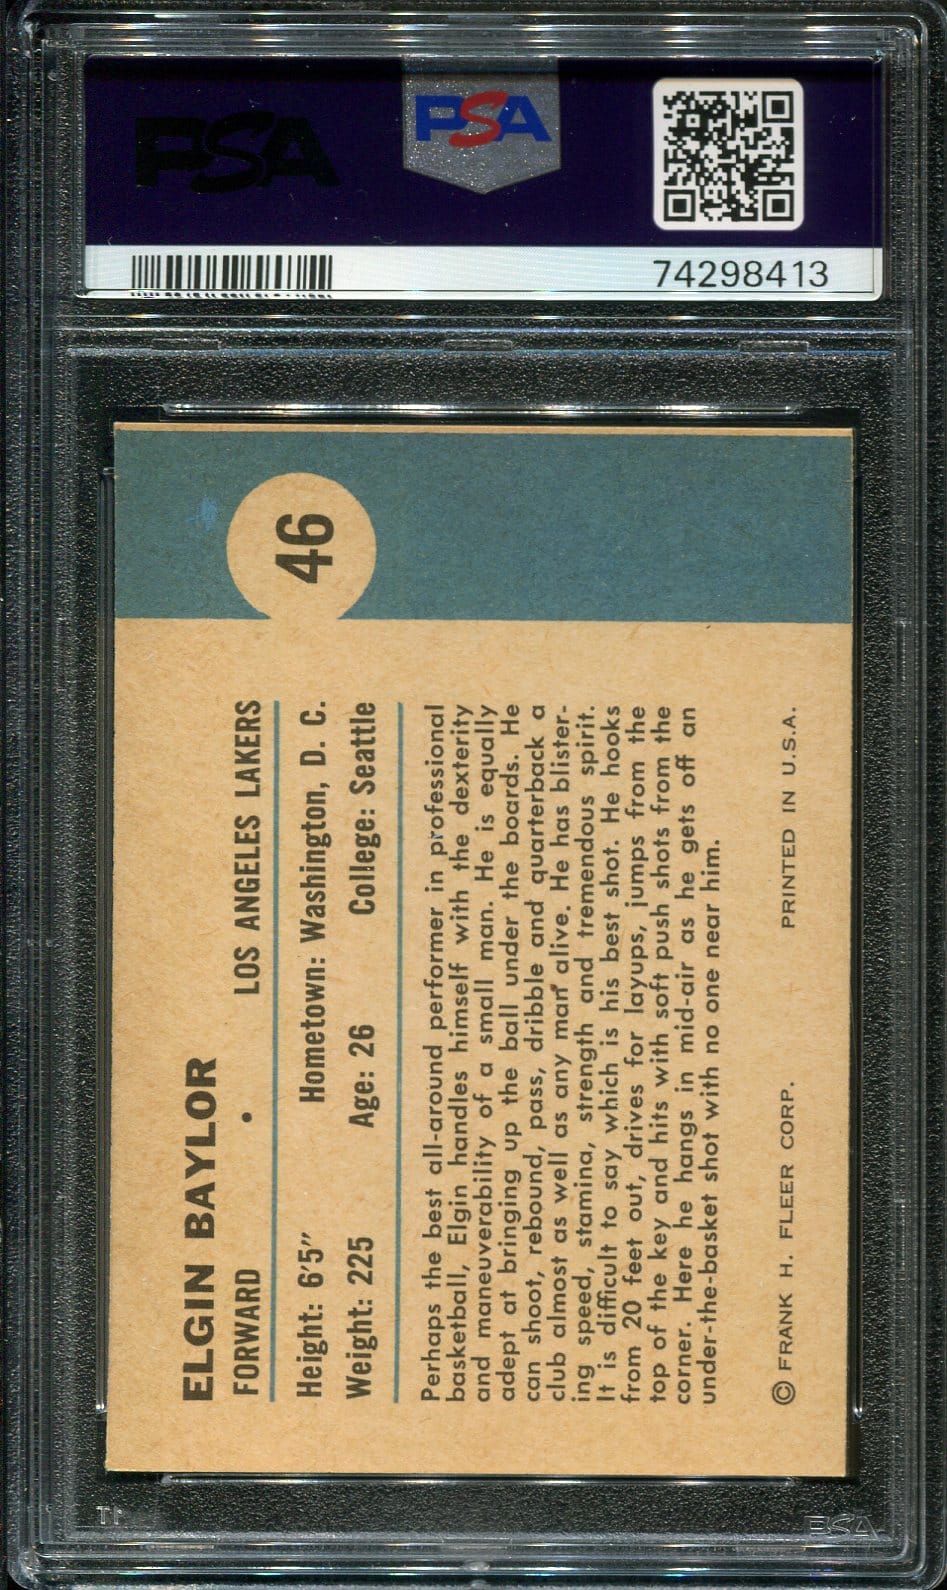 PSA
PSA
74298413
46
ELGIN BAYLOR
FORWARD • LOS ANGELES LAKERS
Height: 6'5" Hometown: Washington, D. C.
Weight: 225 Age: 26 College: Seattle
Perhaps the best all-around performer in professional
basketball, Elgin handles himself with the dexterity
and maneuverability of a small man. He is equally
adept at bringing up the ball under the boards. He
can shoot, rebound, pass, dribble and quarterback a
club almost as well as any man alive. He has blister-
ing speed, stamina, strength and tremendous spirit.
It is difficult to say which is his best shot. He hooks
from 20 feet out, drives for layups, jumps from the
top of the key and hits with soft push shots from the
corner. Here he hangs in mid-air as he gets off an
under-the-basket shot with no one near him.
© FRANK H. FLEER CORP. PRINTED IN U.S.A.
PSA